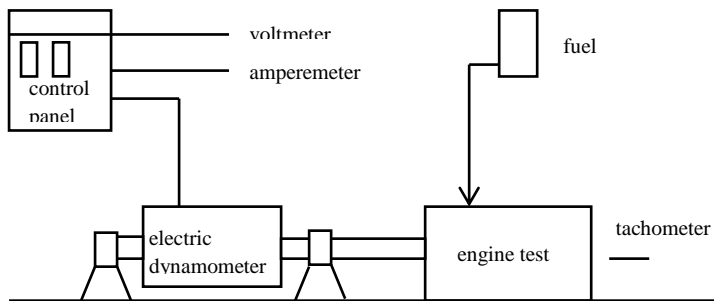 voltmeter
amperemeter
control
panel
fuel
electric
dynamometer
engine test
tachometer